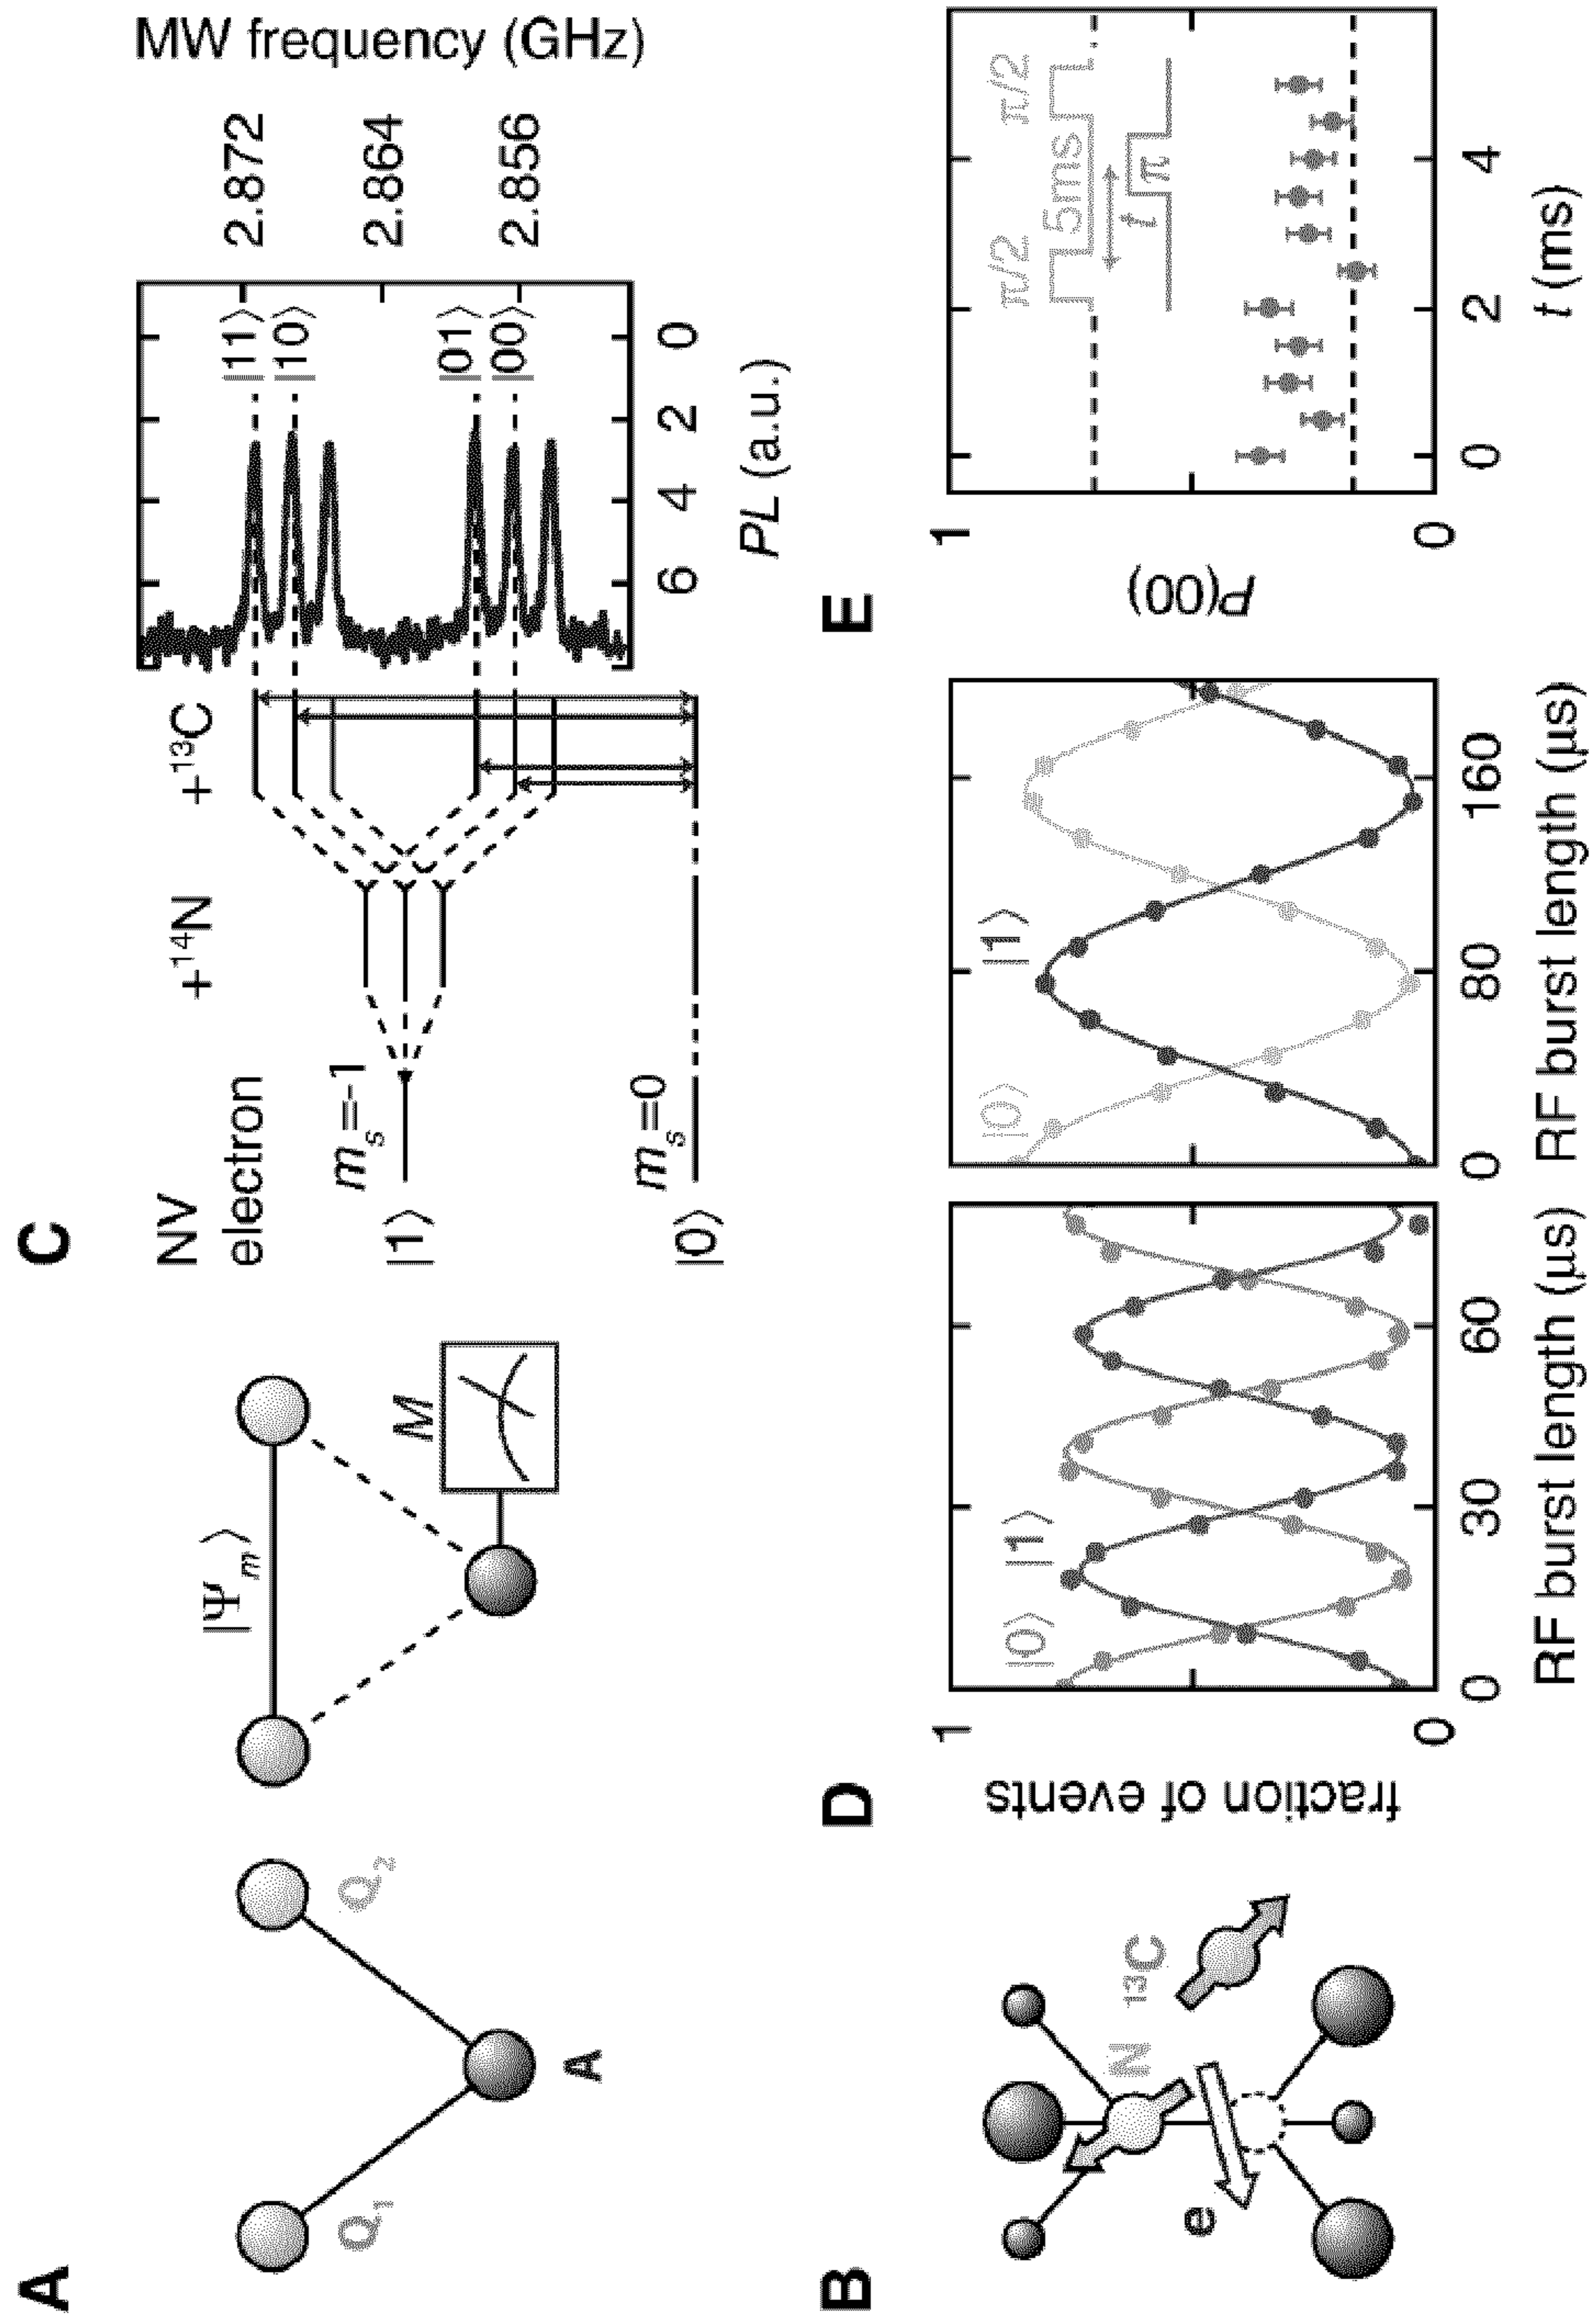 A
Q1
Q2
A
|Ψm⟩
M
B
e
N
13C
C
NV
electron
+14N
+13C
ms=-1
|1⟩
ms=0
|0⟩
|11⟩
|10⟩
|01⟩
|00⟩
MW frequency (GHz)
2.872
2.864
2.856
6 4 2 0
PL (a.u.)
D
fraction of events
1
0
|0⟩ |1⟩
0 30 60
RF burst length (µs)
|0⟩ |1⟩
0 80 160
RF burst length (µs)
E
P(00)
1
0
π/2 5ms π/2
t π
0 2 4
t (ms)